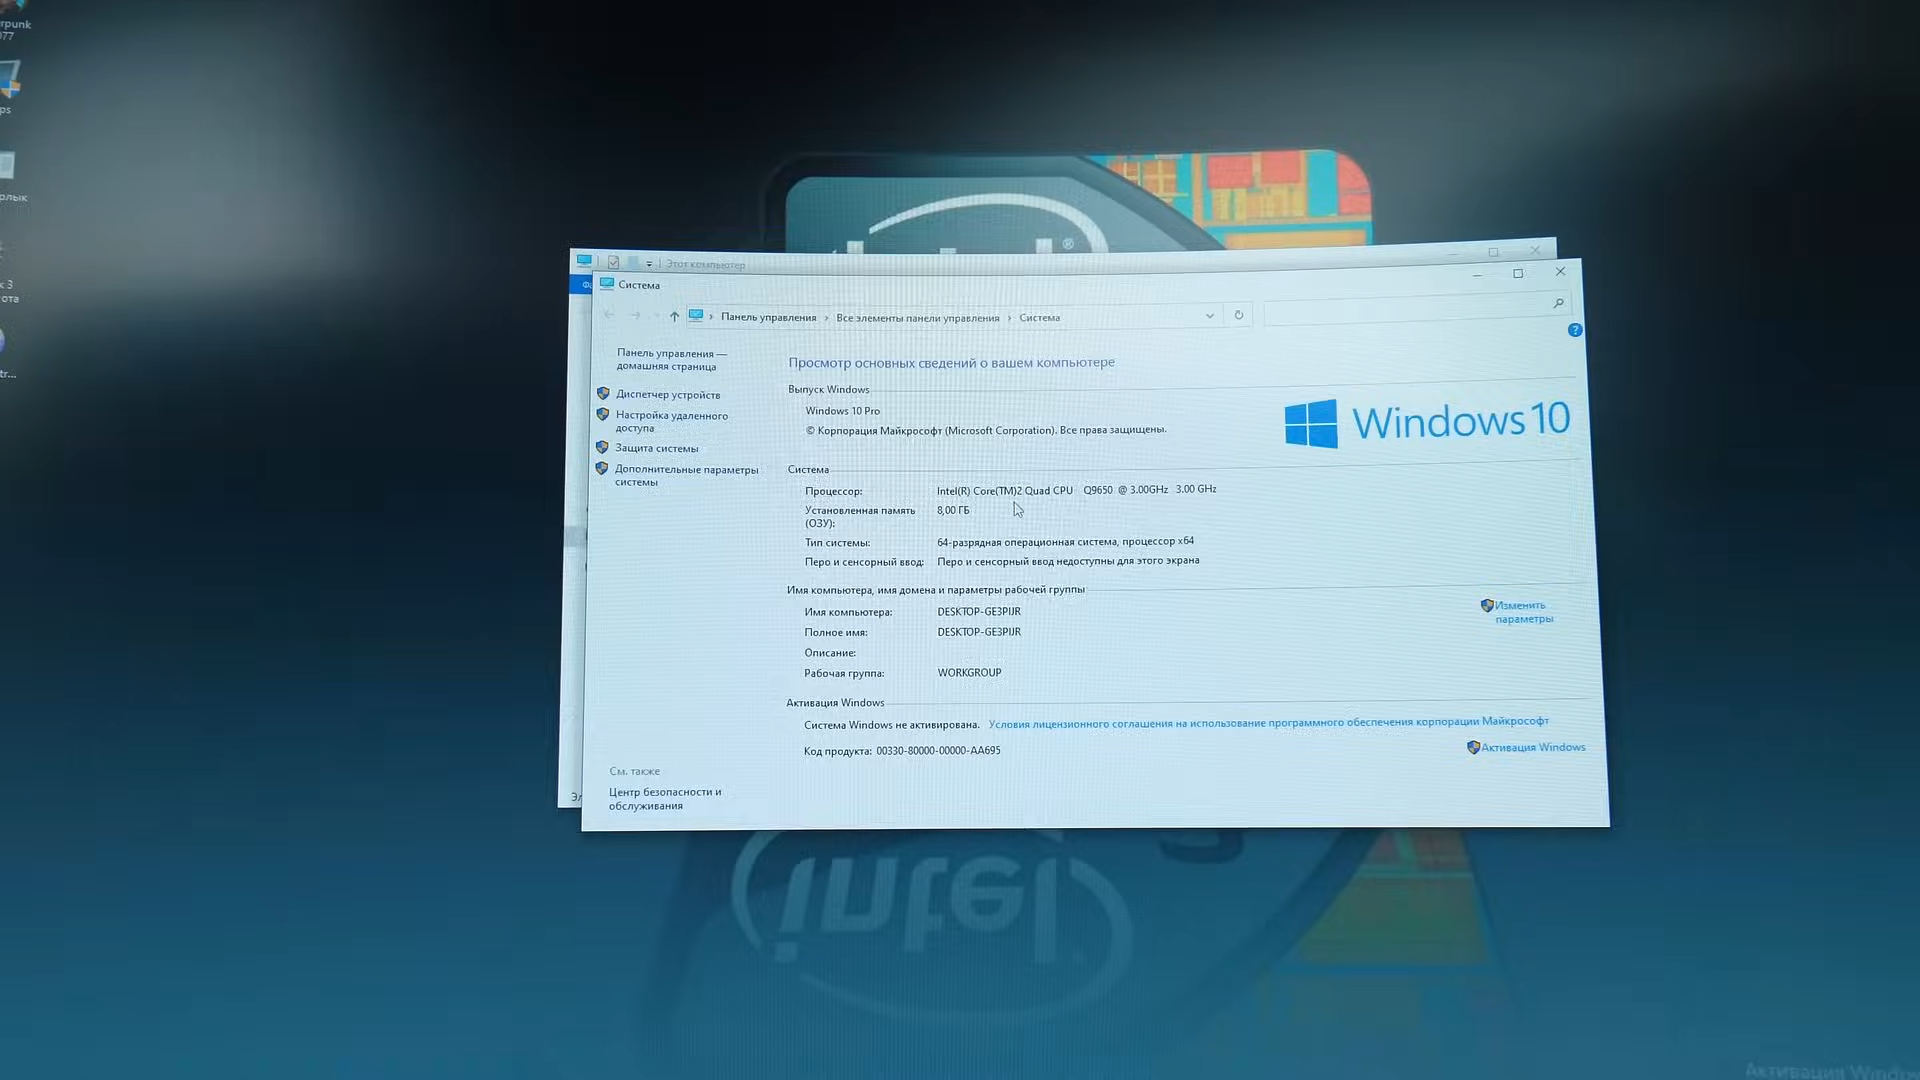 Этот компьютер
Система
Панель управления › Все элементы панели управления › Система
Панель управления —
домашняя страница
Диспетчер устройств
Настройка удаленного
доступа
Защита системы
Дополнительные параметры
системы
Просмотр основных сведений о вашем компьютере
Выпуск Windows
Windows 10 Pro
© Корпорация Майкрософт (Microsoft Corporation). Все права защищены.
Windows 10
Система
Процессор: Intel(R) Core(TM)2 Quad CPU Q9650 @ 3.00GHz 3.00 GHz
Установленная память 8,00 ГБ
(ОЗУ):
Тип системы: 64-разрядная операционная система, процессор x64
Перо и сенсорный ввод: Перо и сенсорный ввод недоступны для этого экрана
Имя компьютера, имя домена и параметры рабочей группы
Имя компьютера: DESKTOP-GE3PIJR
Полное имя: DESKTOP-GE3PIJR
Описание:
Рабочая группа: WORKGROUP
Изменить
параметры
Активация Windows
Система Windows не активирована. Условия лицензионного соглашения на использование программного обеспечения корпорации Майкрософт
Код продукта: 00330-80000-00000-AA695
Активация Windows
См. также
Центр безопасности и
обслуживания
intel
Активация Window